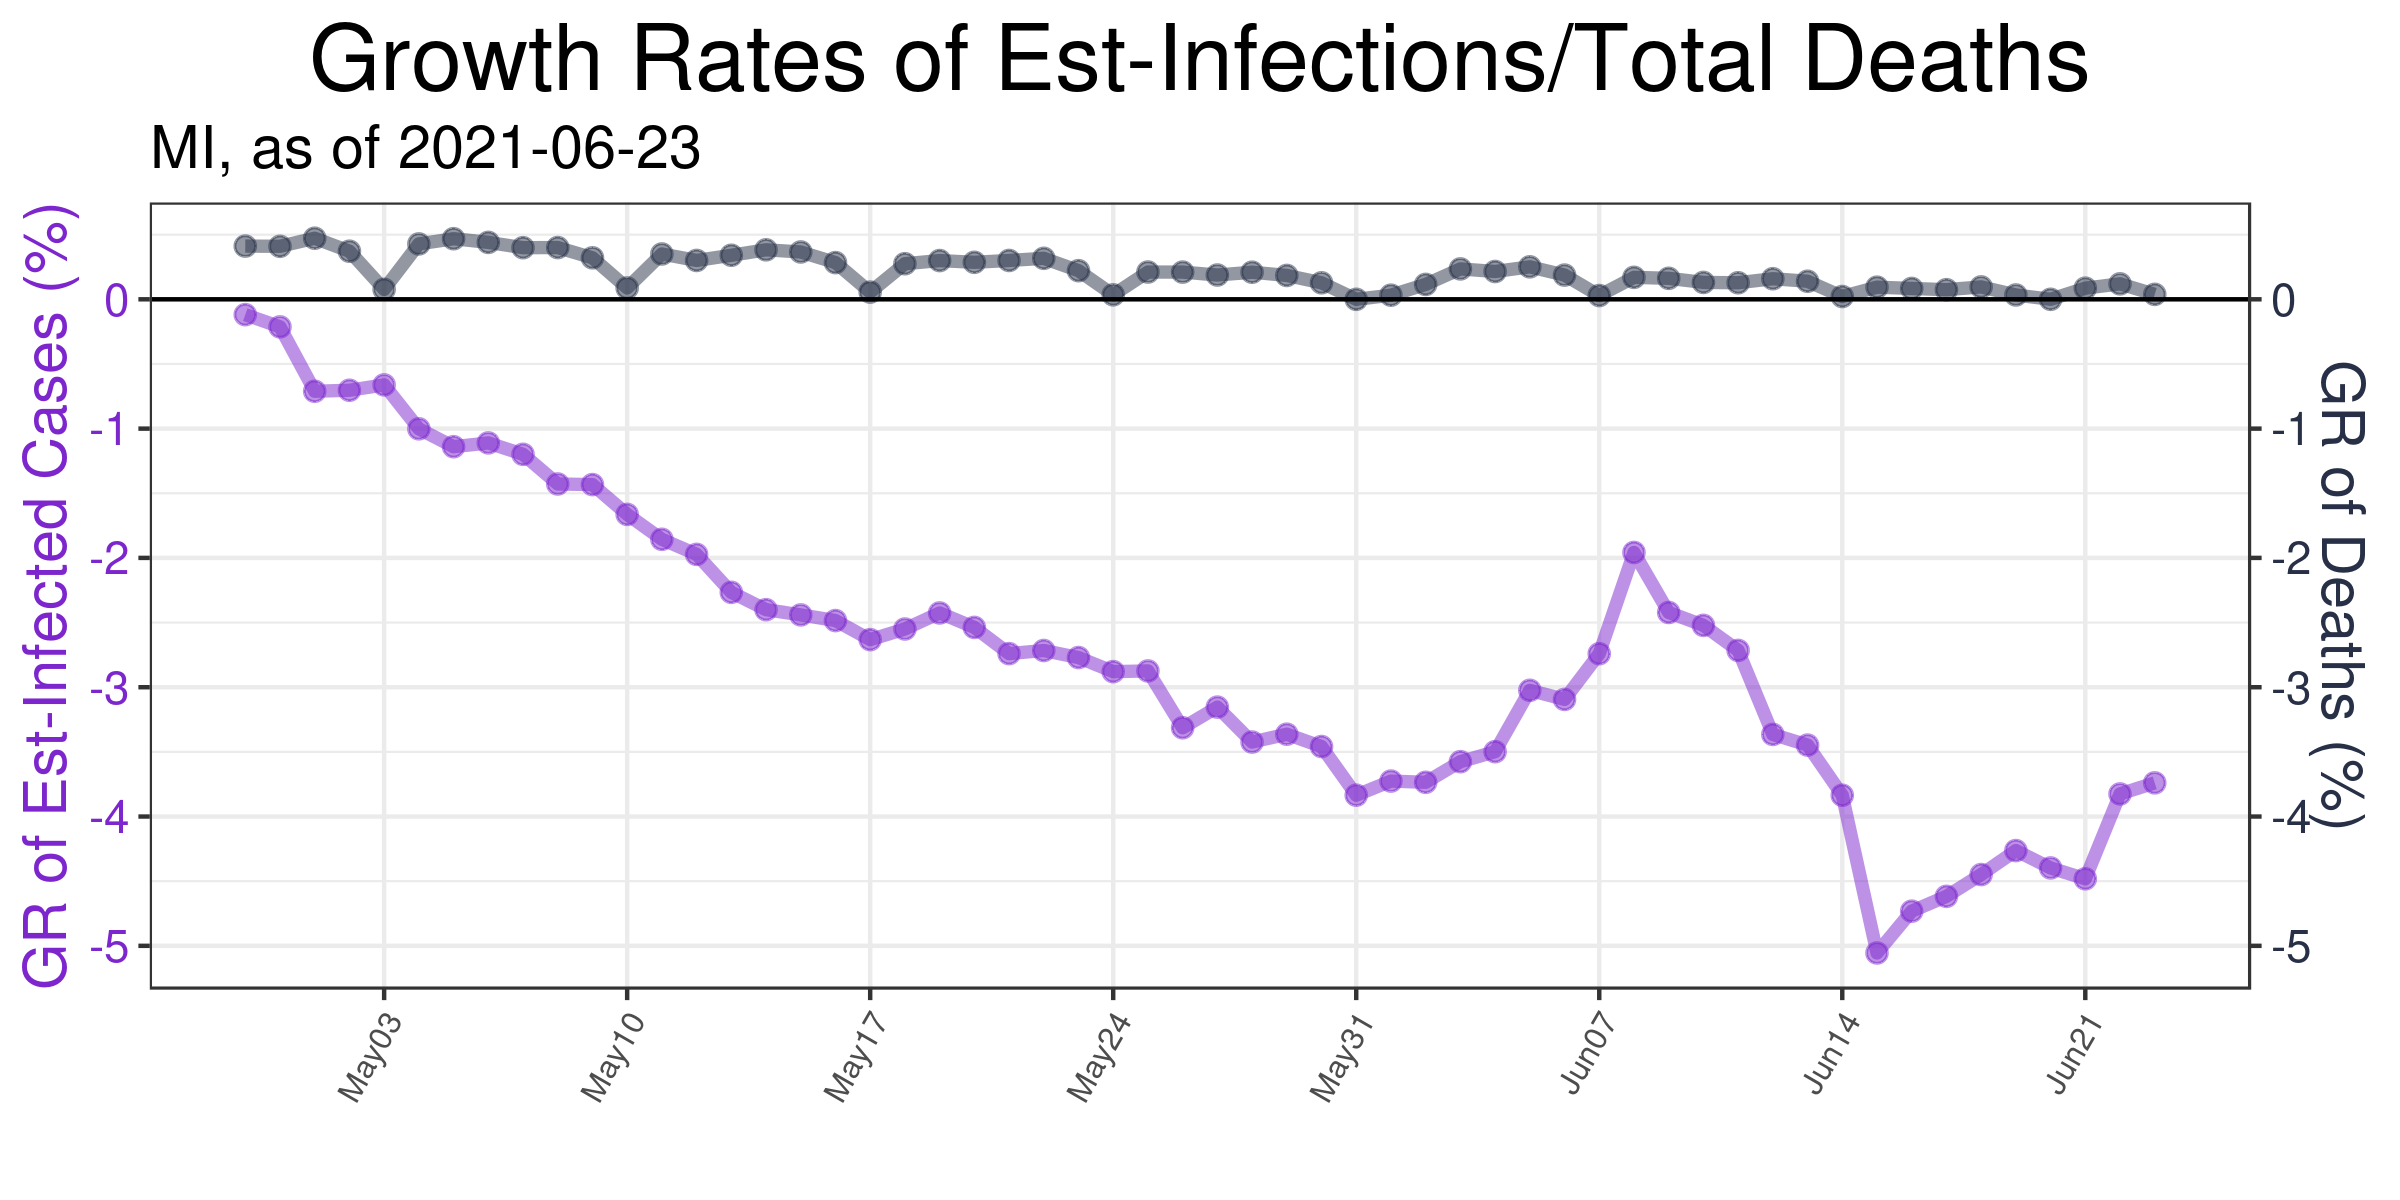 Growth Rates of Est-Infections/Total Deaths
MI, as of 2021-06-23
GR of Est-Infected Cases (%)
0
-1
-2
-3
-4
-5
0
-1
-2
-3
-4
-5
GR of Deaths (%)
May03
May10
May17
May24
May31
Jun07
Jun14
Jun21